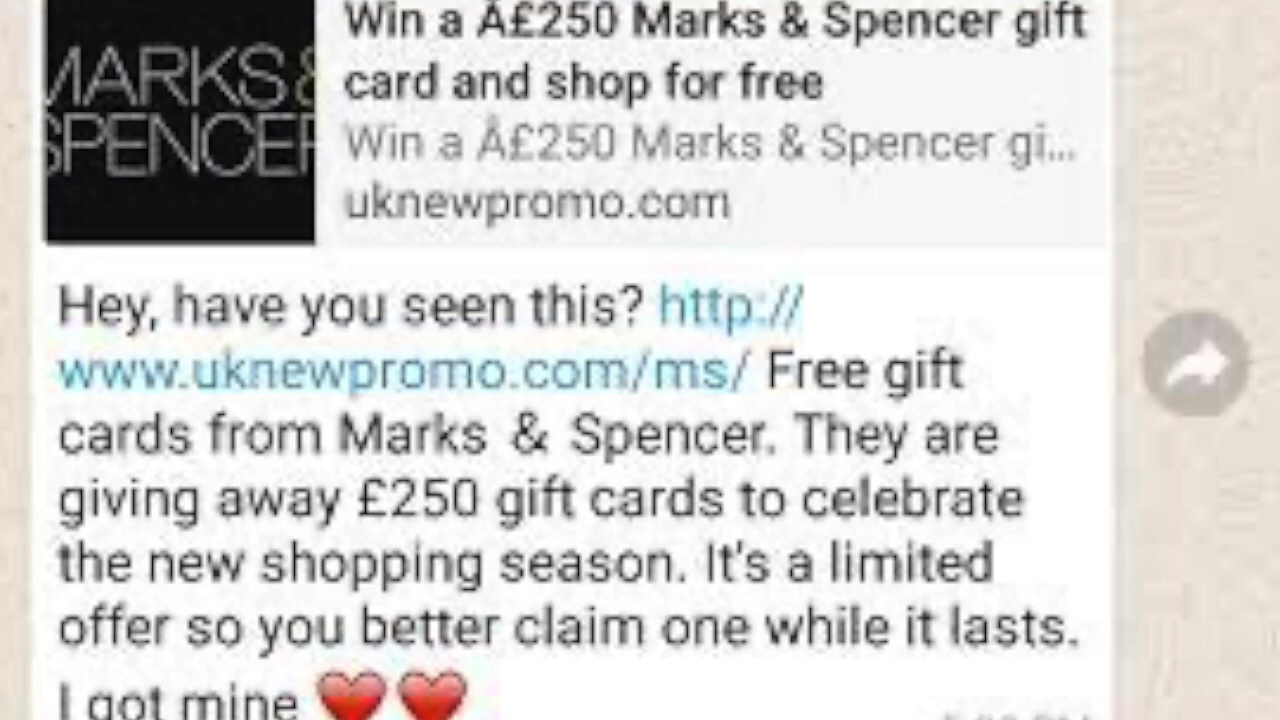 MARKS &
SPENCER
Win a Â£250 Marks & Spencer gift
card and shop for free
Win a Â£250 Marks & Spencer gi...
uknewpromo.com
Hey, have you seen this? http://
www.uknewpromo.com/ms/ Free gift
cards from Marks & Spencer. They are
giving away £250 gift cards to celebrate
the new shopping season. It's a limited
offer so you better claim one while it lasts.
I got mine ❤️❤️